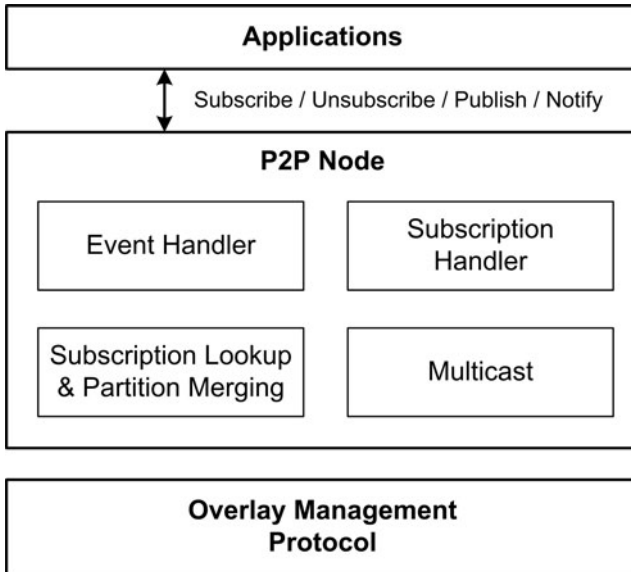 Applications
Subscribe / Unsubscribe / Publish / Notify
P2P Node
Event Handler
Subscription
Handler
Subscription Lookup
& Partition Merging
Multicast
Overlay Management
Protocol